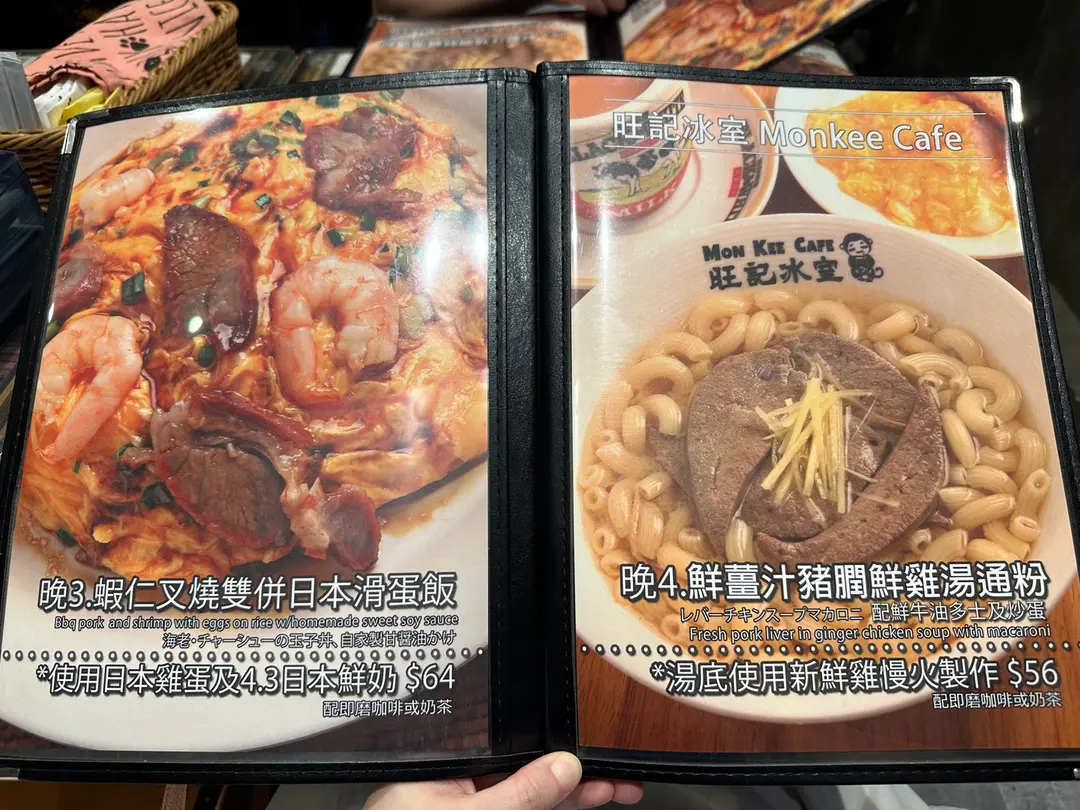 晚3.蝦仁叉燒雙併日本滑蛋飯
Bbq pork and shrimp with eggs on rice w/homemade sweet soy sauce
海老・チャーシューの玉子丼、自家製甘醤油かけ
*使用日本雞蛋及4.3日本鮮奶 $64
配即磨咖啡或奶茶
旺記冰室 Monkee Cafe
MON KEE CAFE
旺記冰室
晚4.鮮薑汁豬膶鮮雞湯通粉
レバーチキンスープマカロニ 配鮮牛油多士及炒蛋
Fresh pork liver in ginger chicken soup with macaroni
*湯底使用新鮮雞慢火製作 $56
配即磨咖啡或奶茶